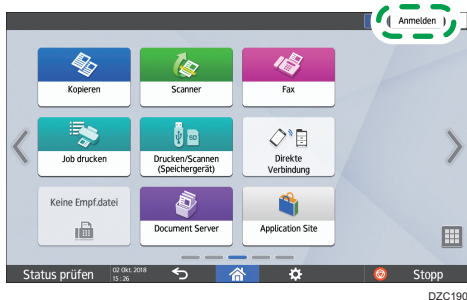 Anmelden
Kopieren
Scanner
Fax
SD
Job drucken
Drucken/Scannen
(Speichergerät)
Direkte
Verbindung
Keine Empf.datei
Document Server
Application Site
Status prüfen
02 Okt. 2018
15 : 26
Stopp
DZC190